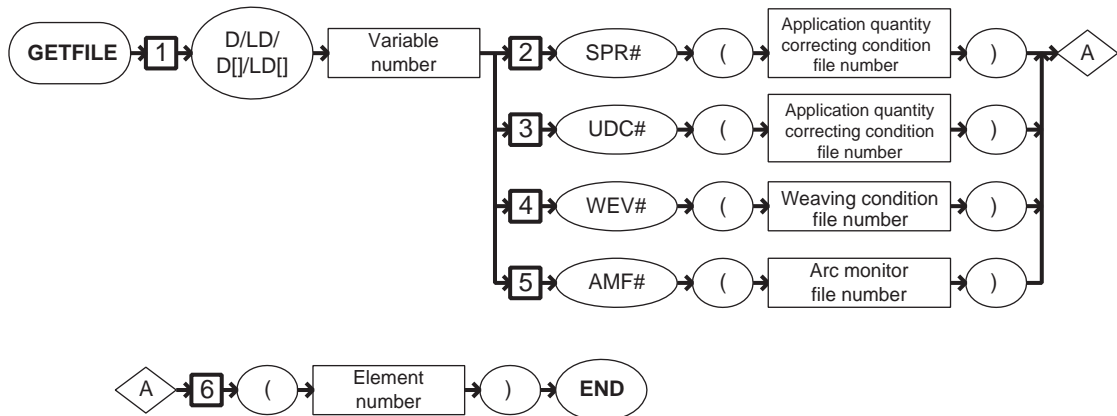 GETFILE 1 D/LD/ Variable 2 SPR# ( Application quantity ) A
D[]/LD[] number correcting condition
file number
3 UDC# ( Application quantity )
correcting condition
file number
4 WEV# ( Weaving condition )
file number
5 AMF# ( Arc monitor )
file number
A 6 ( Element ) END
number